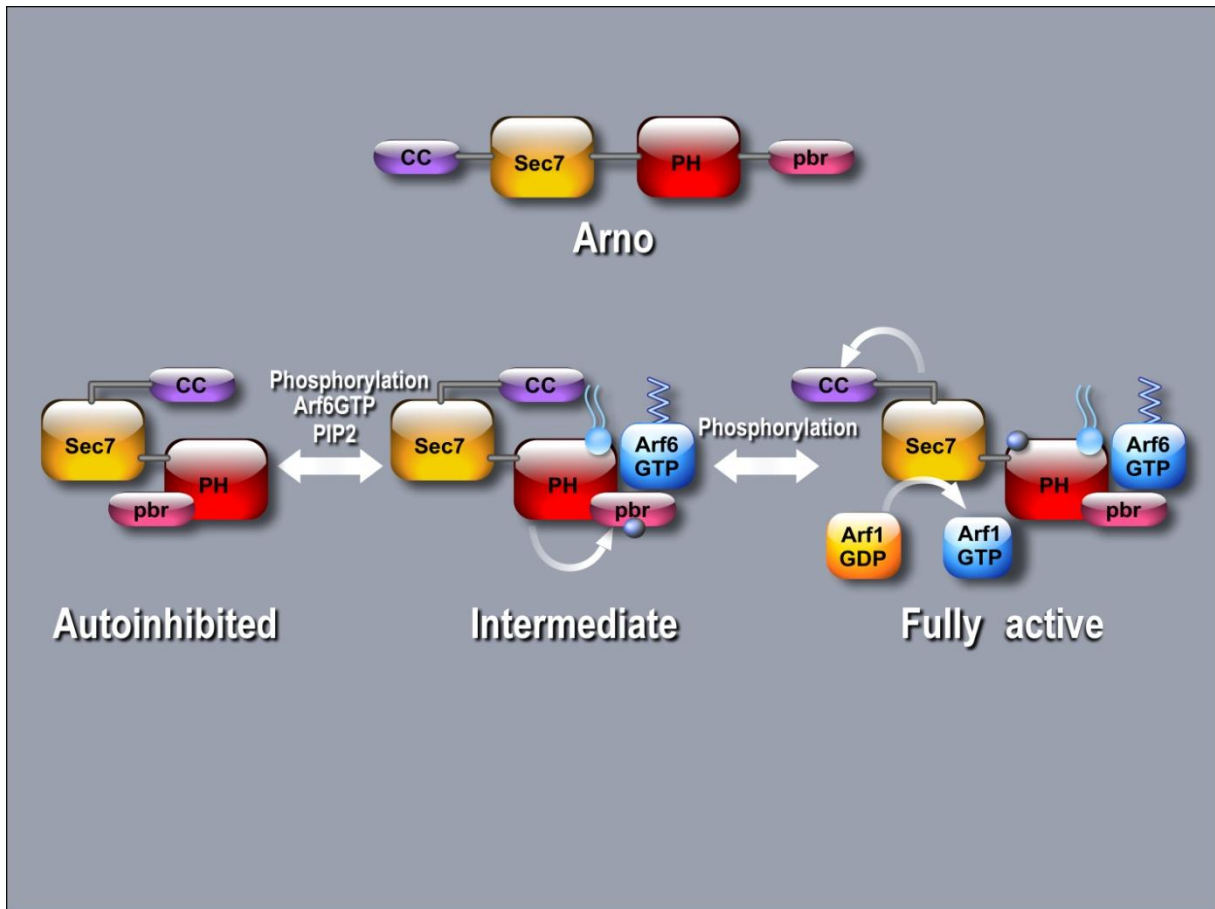 CC
Sec7
PH
pbr
Arno
CC
Sec7
PH
pbr
Phosphorylation
Arf6GTP
PIP2
CC
Sec7
PH
pbr
Arf6
GTP
Phosphorylation
CC
Sec7
PH
pbr
Arf6
GTP
Arf1
GDP
Arf1
GTP
Autoinhibited
Intermediate
Fully active